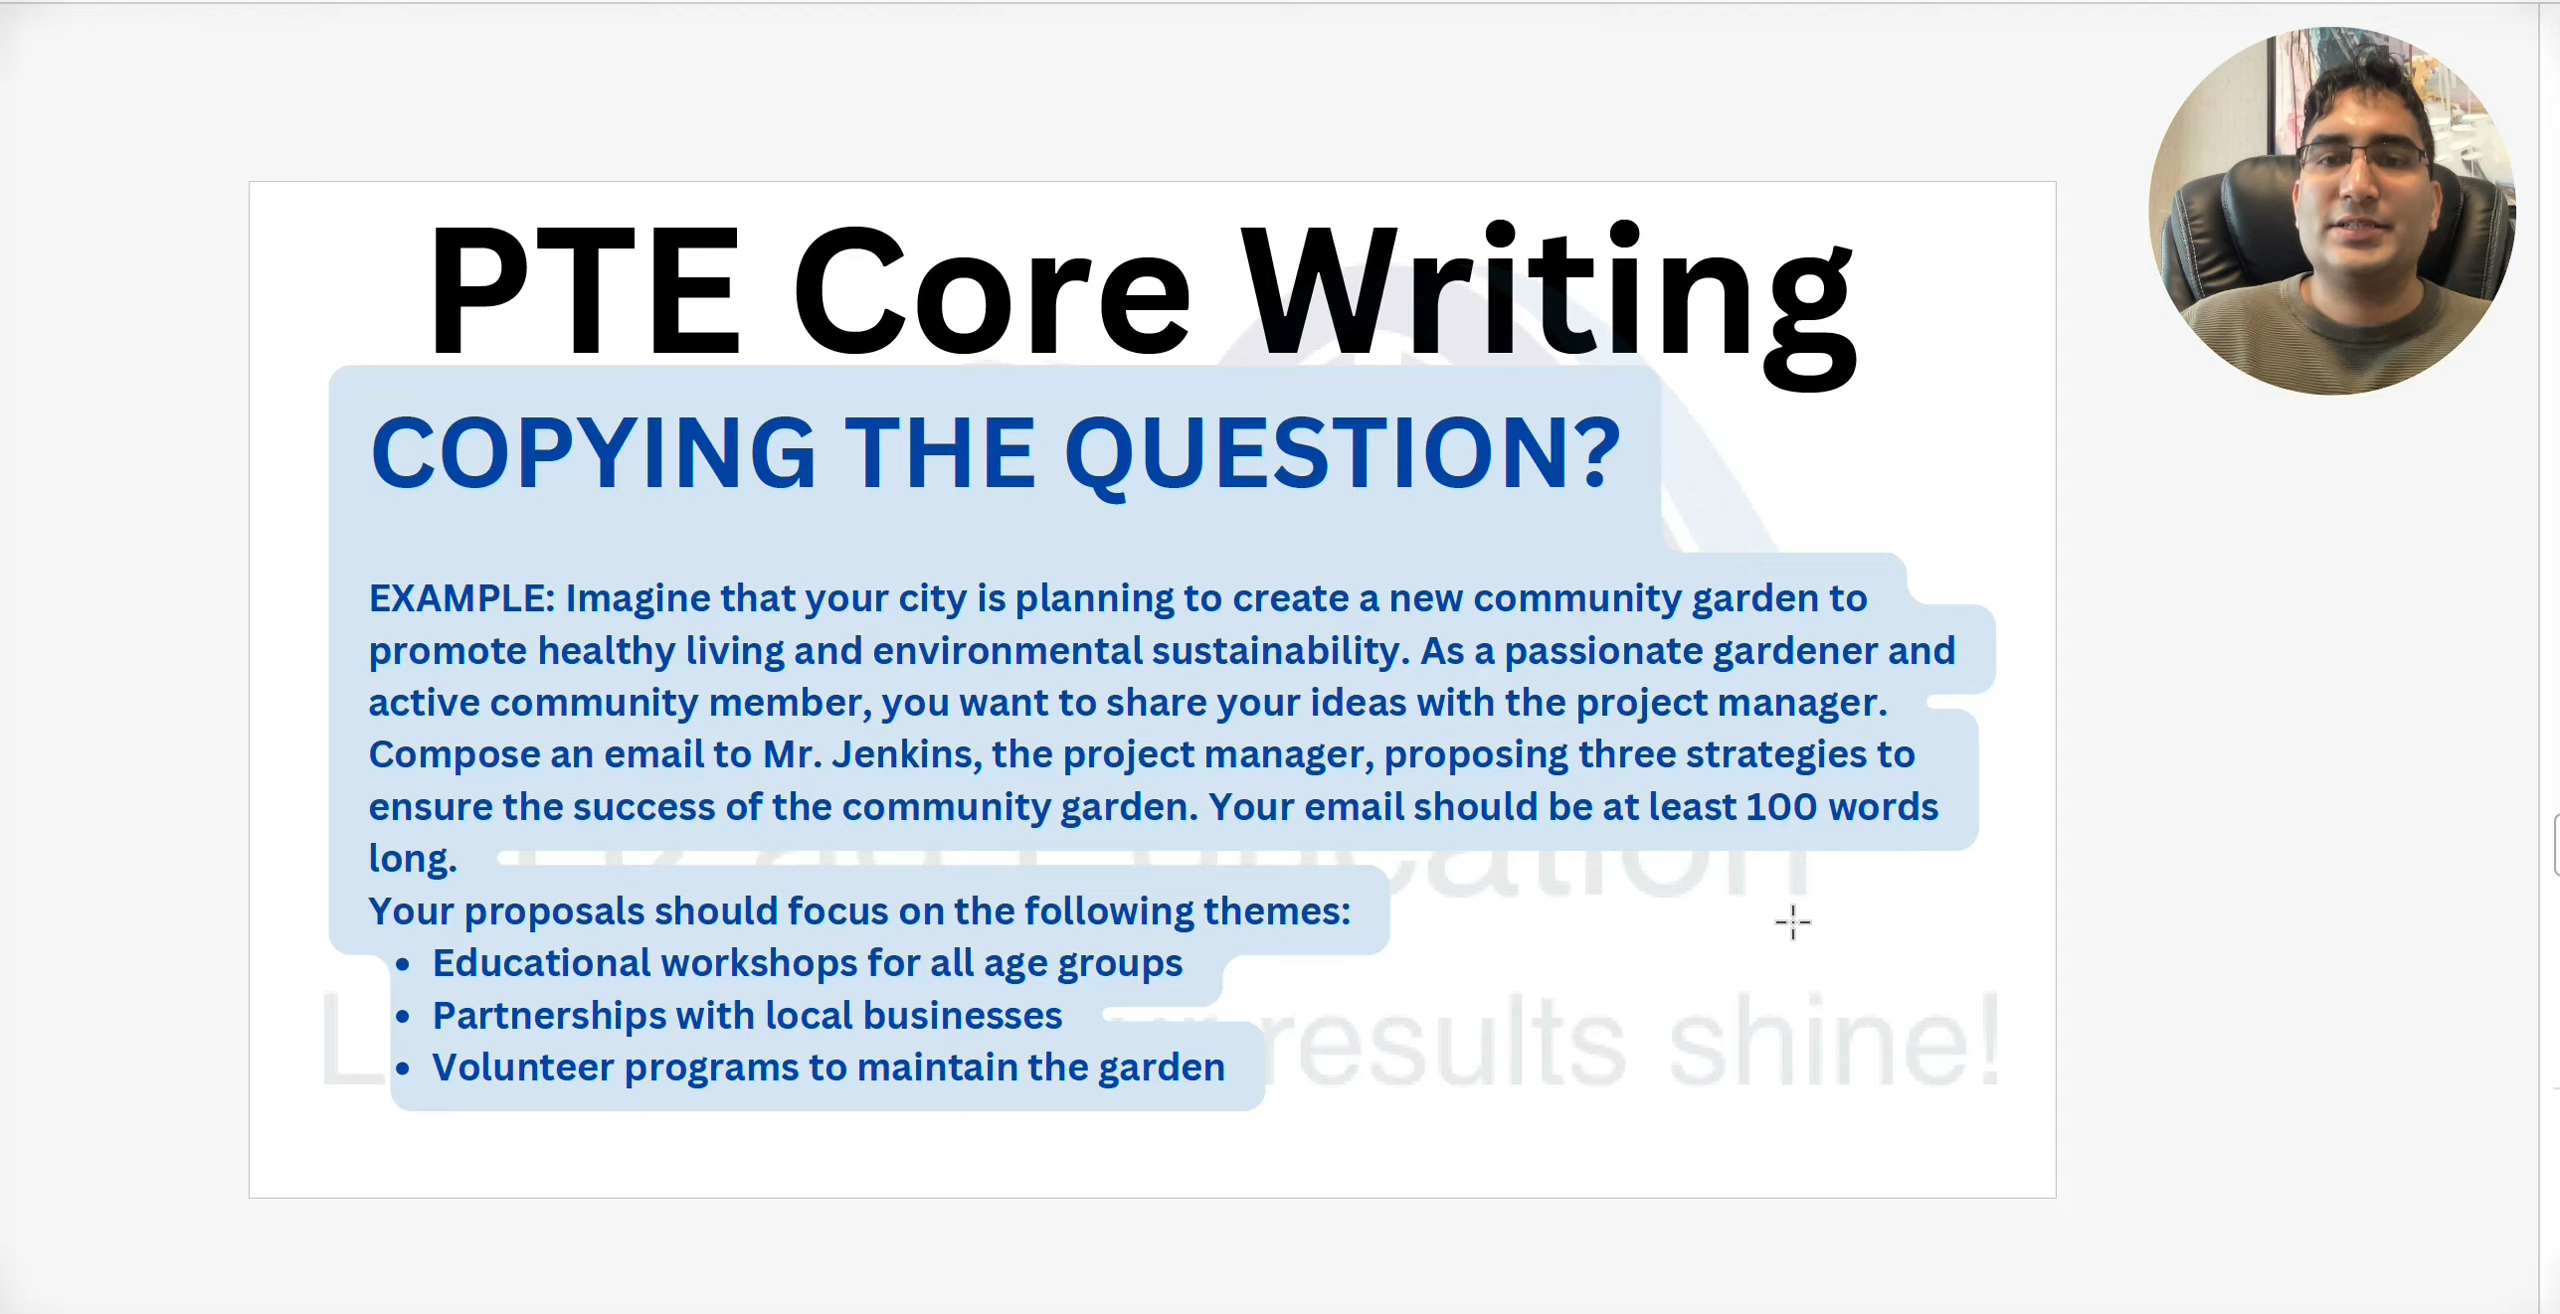 PTE Core Writing
COPYING THE QUESTION?
EXAMPLE: Imagine that your city is planning to create a new community garden to
promote healthy living and environmental sustainability. As a passionate gardener and
active community member, you want to share your ideas with the project manager.
Compose an email to Mr. Jenkins, the project manager, proposing three strategies to
ensure the success of the community garden. Your email should be at least 100 words
long.
Your proposals should focus on the following themes:
• Educational workshops for all age groups
• Partnerships with local businesses
• Volunteer programs to maintain the garden
results shine!